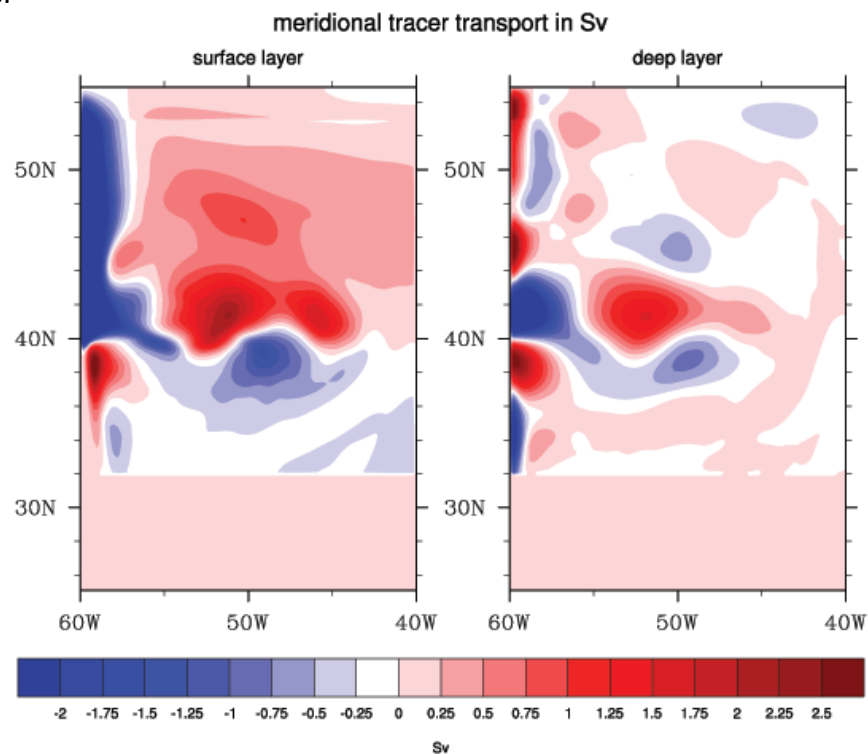 meridional tracer transport in Sv
surface layer
deep layer
50N
40N
30N
60W 50W 40W
50N
40N
30N
60W 50W 40W
-2 -1.75 -1.5 -1.25 -1 -0.75 -0.5 -0.25 0 0.25 0.5 0.75 1 1.25 1.5 1.75 2 2.25 2.5
Sv